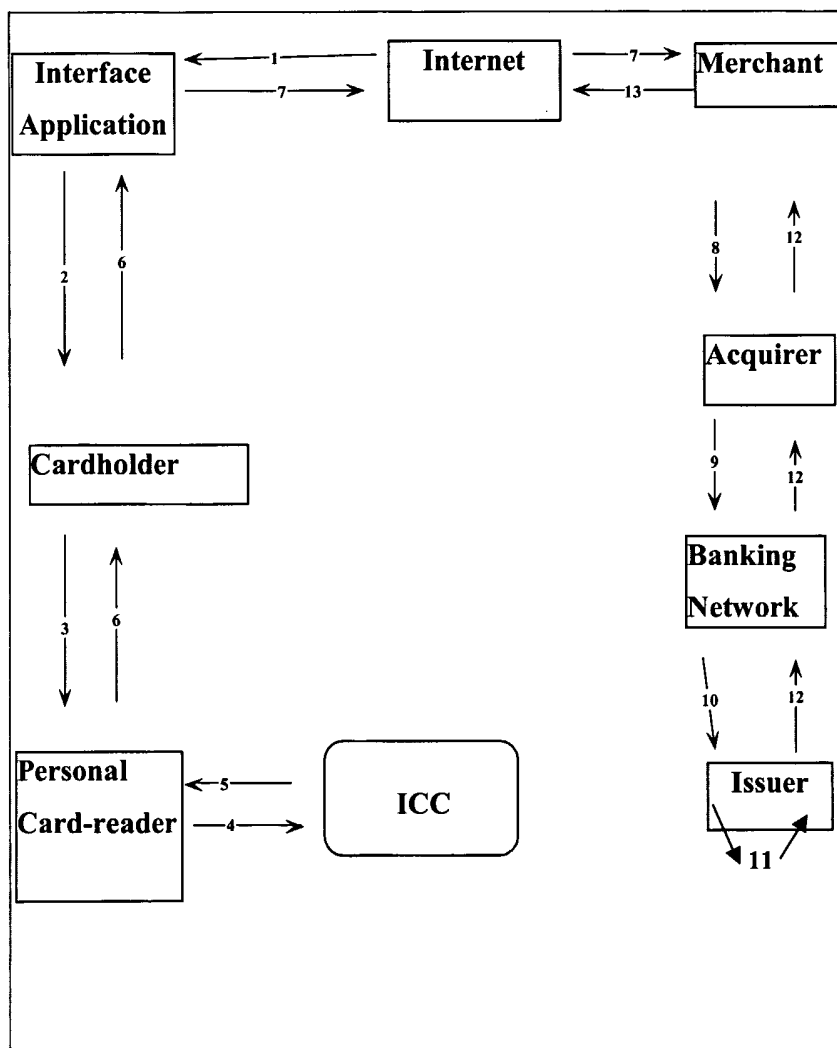 Interface
Application
1
7
Internet
7
13
Merchant
2
6
8
12
Acquirer
Cardholder
9
12
Banking
Network
3
6
10
12
Personal
Card-reader
5
4
ICC
Issuer
11